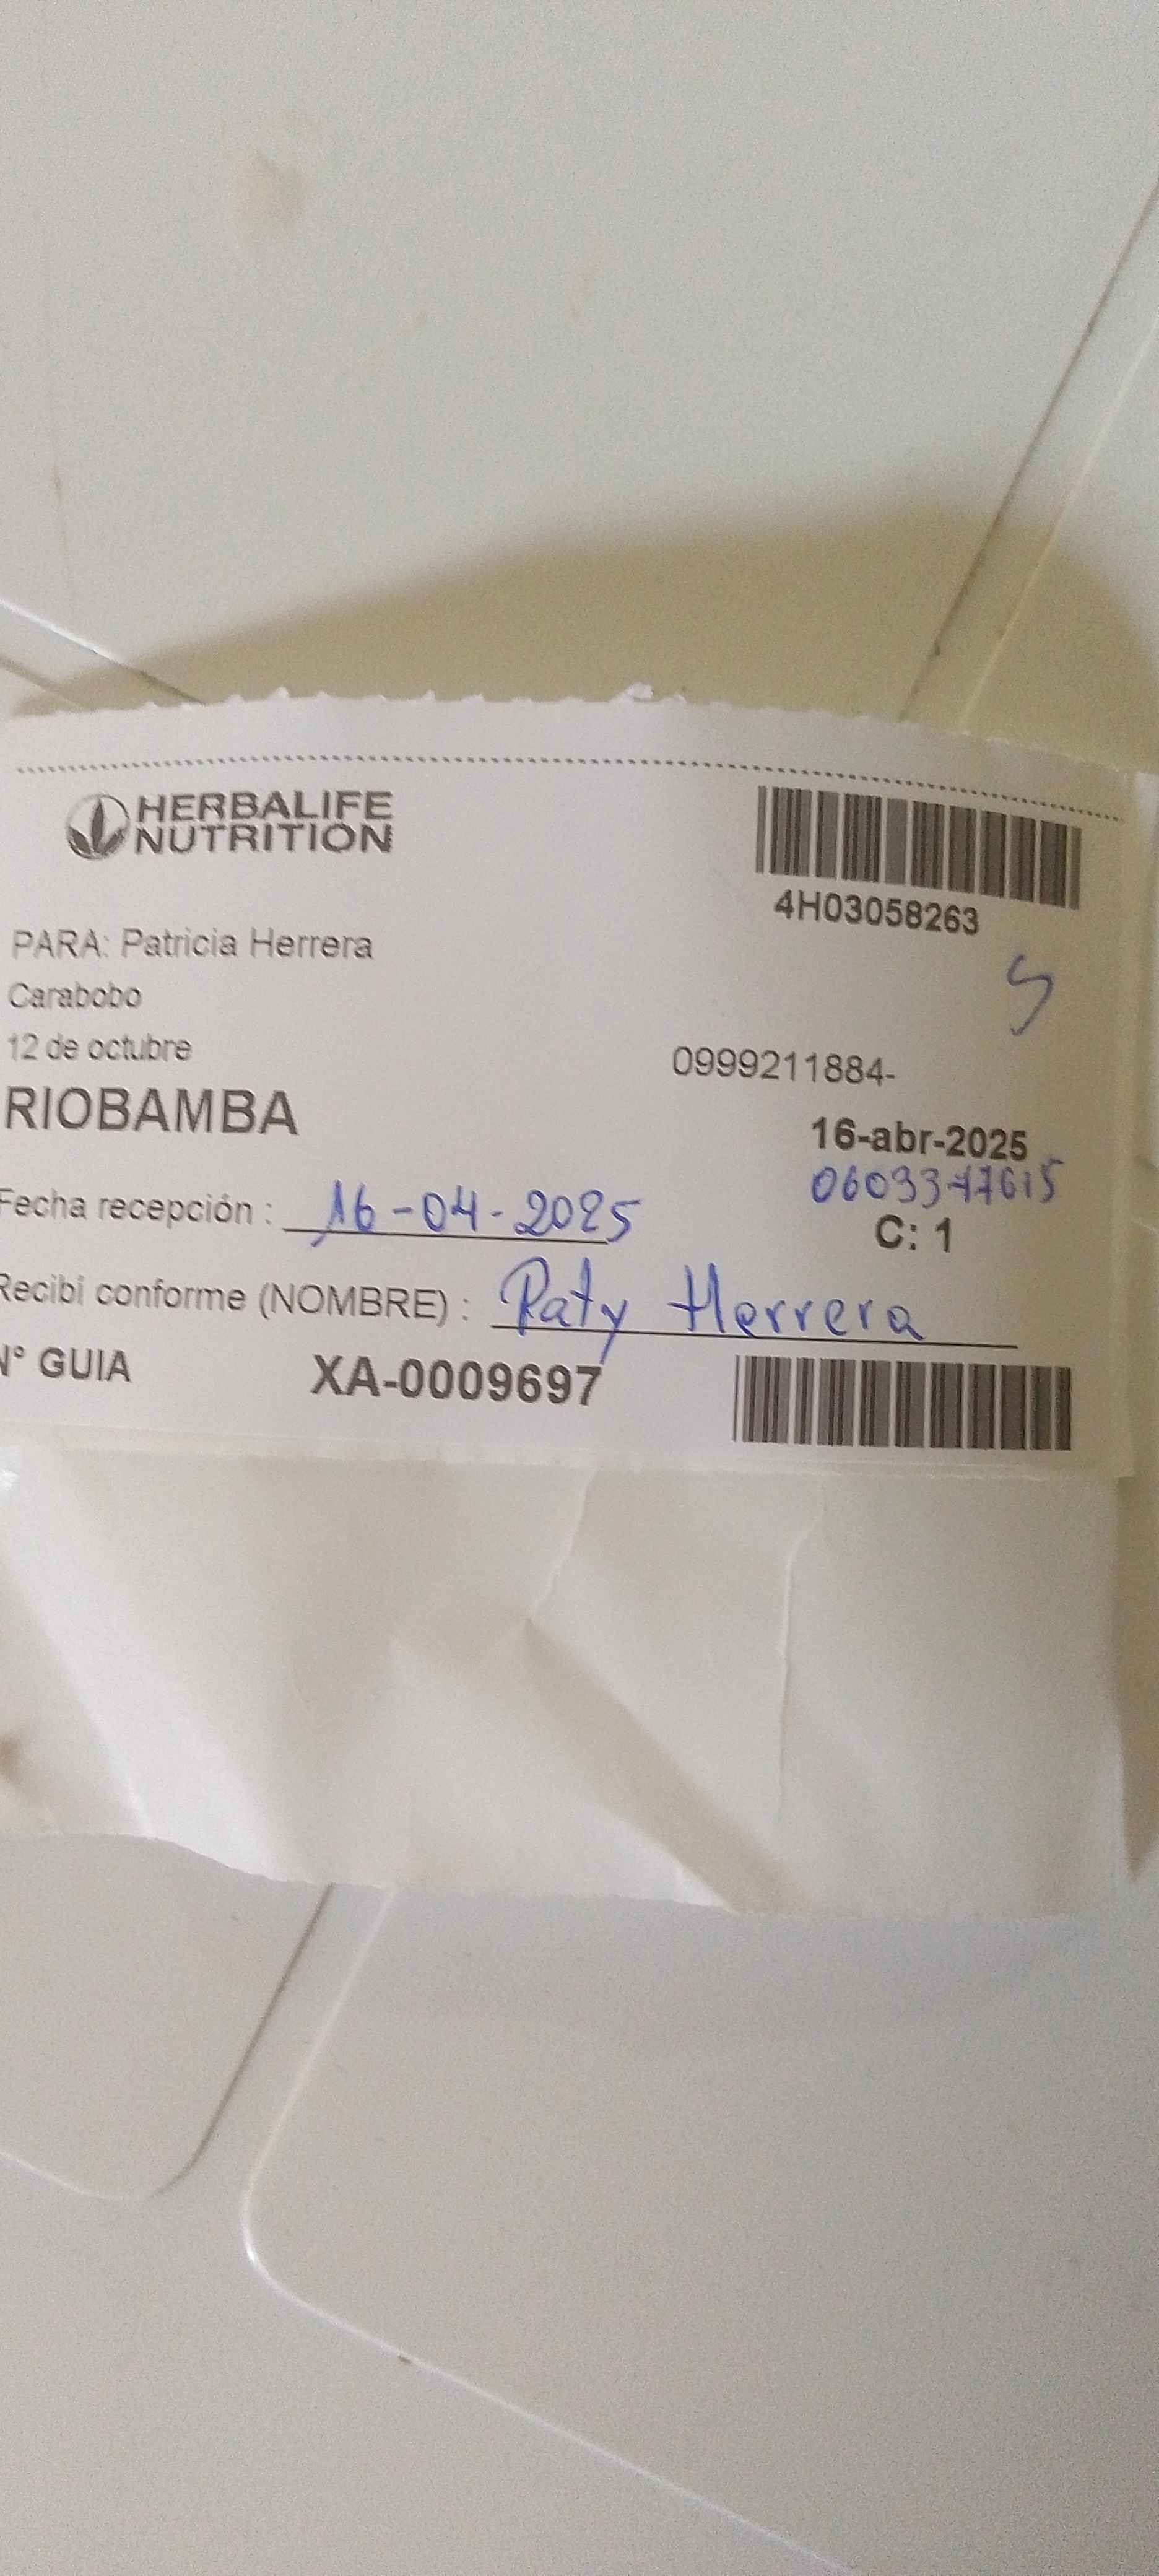 HERBALIFE
NUTRITION
4H03058263
PARA: Patricia Herrera
Carabobo
12 de octubre
0999211884-
RIOBAMBA
16-abr-2025
Fecha recepción : 16-04-2025
C: 1
Recibí conforme (NOMBRE) : Paty Herrera
N° GUIA XA-0009697